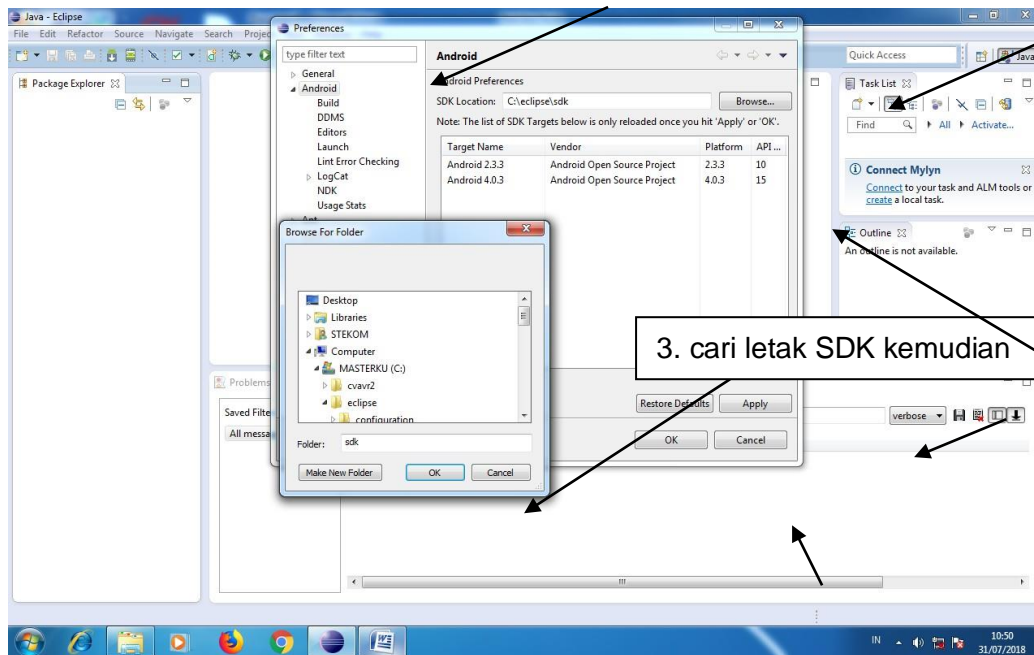 Java - Eclipse
File Edit Refactor Source Navigate Search Projec
Quick Access
Java
Package Explorer
Preferences
type filter text
General
Android
Build
DDMS
Editors
Launch
Lint Error Checking
LogCat
NDK
Usage Stats
Ant
Android
Android Preferences
SDK Location: C:\eclipse\sdk
Browse...
Note: The list of SDK Targets below is only reloaded once you hit 'Apply' or 'OK'.
Target Name Vendor Platform API ...
Android 2.3.3 Android Open Source Project 2.3.3 10
Android 4.0.3 Android Open Source Project 4.0.3 15
Restore Defaults Apply
OK Cancel
Browse For Folder
Desktop
Libraries
STEKOM
Computer
MASTERKU (C:)
cvavr2
eclipse
configuration
Folder: sdk
Make New Folder OK Cancel
Task List
Find All Activate...
Connect Mylyn
Connect to your task and ALM tools or
create a local task.
Outline
An outline is not available.
3. cari letak SDK kemudian
Problems
Saved Filte
All messa
verbose
IN
10:50
31/07/2018